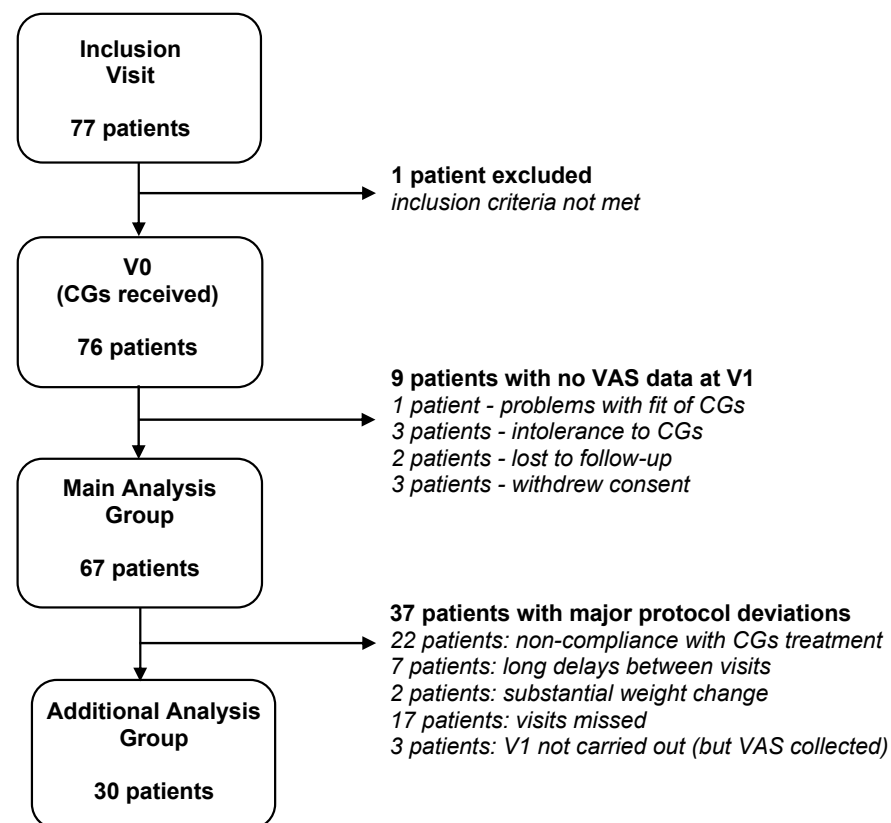 Inclusion
Visit
77 patients
1 patient excluded
inclusion criteria not met
V0
(CGs received)
76 patients
9 patients with no VAS data at V1
1 patient - problems with fit of CGs
3 patients - intolerance to CGs
2 patients - lost to follow-up
3 patients - withdrew consent
Main Analysis
Group
67 patients
37 patients with major protocol deviations
22 patients: non-compliance with CGs treatment
7 patients: long delays between visits
2 patients: substantial weight change
17 patients: visits missed
3 patients: V1 not carried out (but VAS collected)
Additional Analysis
Group
30 patients